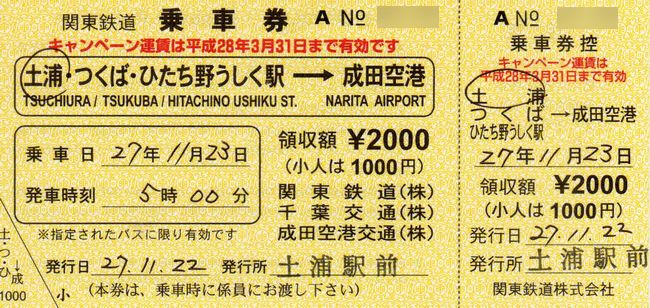 関東鉄道 乗車券 A No
キャンペーン運賃は平成28年3月31日まで有効です
土浦・つくば・ひたち野うしく駅 → 成田空港
TSUCHIURA / TSUKUBA / HITACHINO USHIKU ST. NARITA AIRPORT
乗車日 27年11月23日
発車時刻 5時00分
※指定されたバスに限り有効です
領収額 ¥2000
(小人は 1000円)
関東鉄道(株)
千葉交通(株)
成田空港交通(株)
発行日 27.11.22 発行所 土浦駅前
小 (本券は、乗車時に係員にお渡し下さい)
土・つ・ひ→成
1000
A No
乗車券控
キャンペーン運賃は
平成28年3月31日まで有効
土浦
つくば →成田空港
ひたち野うしく駅
27年11月23日
領収額 ¥2000
(小人は 1000円)
発行日 27.11.22
発行所 土浦駅前
関東鉄道株式会社